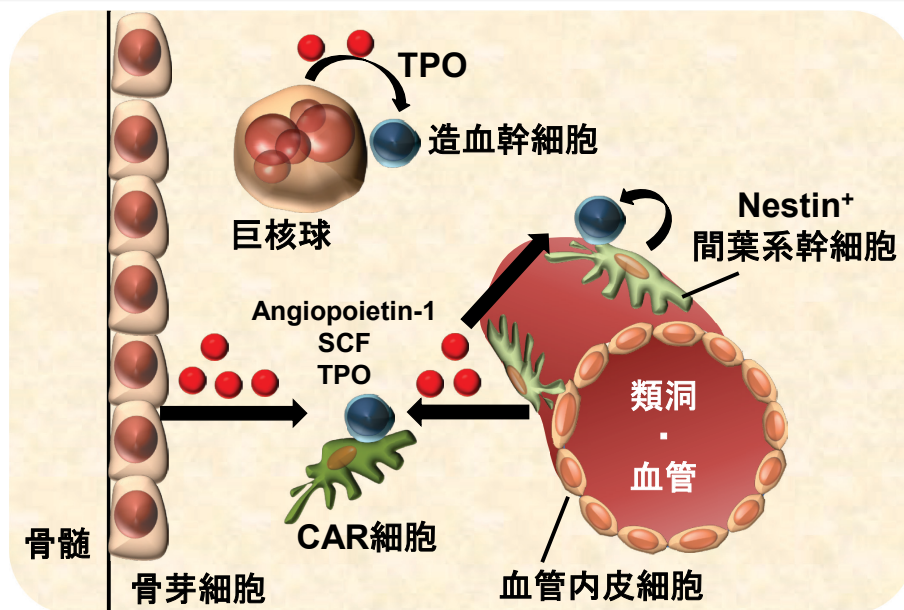 TPO
造血幹細胞
巨核球
Nestin⁺
間葉系幹細胞
Angiopoietin-1
SCF
TPO
類洞
・
血管
CAR細胞
骨髄
骨芽細胞
血管内皮細胞